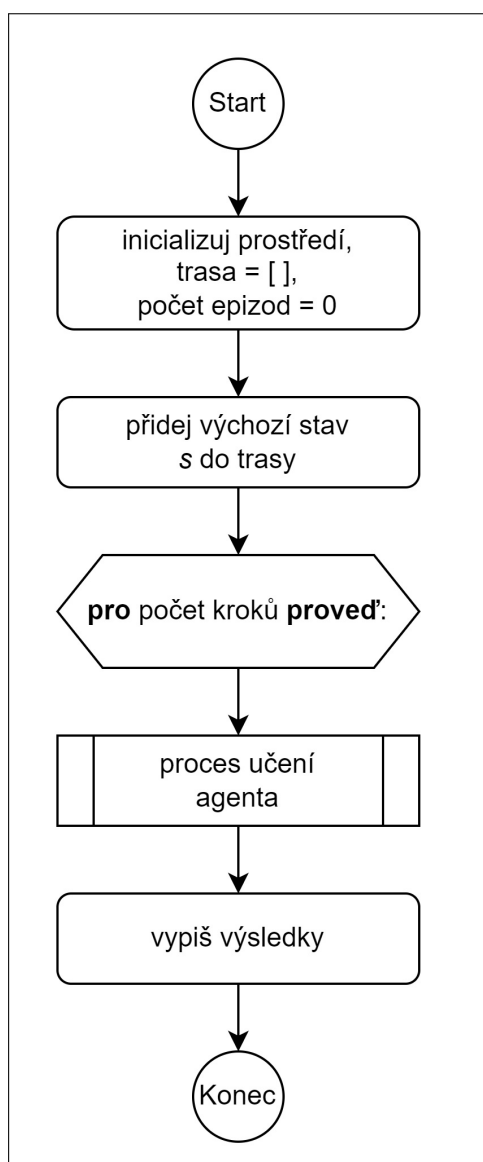 Start
inicializuj prostředí,
trasa = [ ],
počet epizod = 0
přidej výchozí stav
s do trasy
pro počet kroků proveď:
proces učení
agenta
vypiš výsledky
Konec